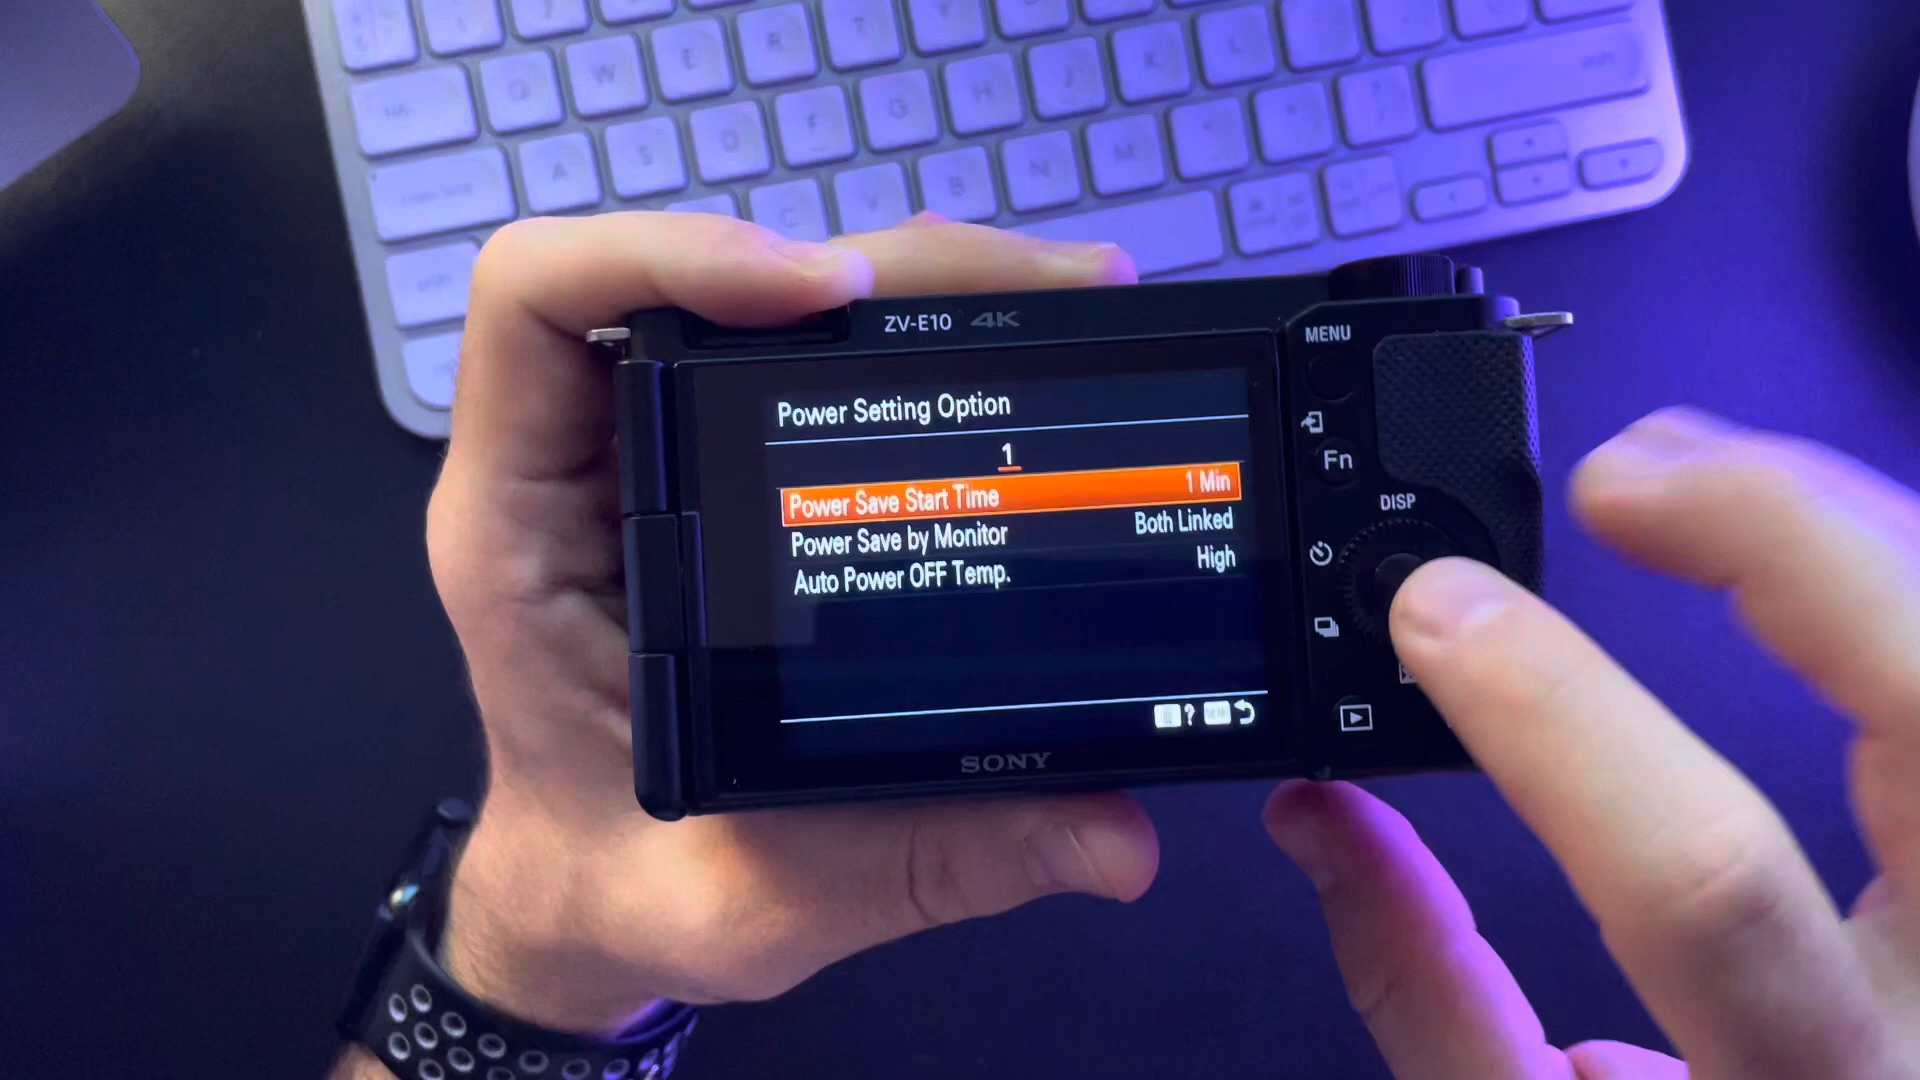 Q W E R T
A S D F G H J K L
C V B N M
ZV-E10 4K
MENU
Power Setting Option
1
Power Save Start Time 1 Min
Power Save by Monitor Both Linked
Auto Power OFF Temp. High
?
Fn
DISP
SONY